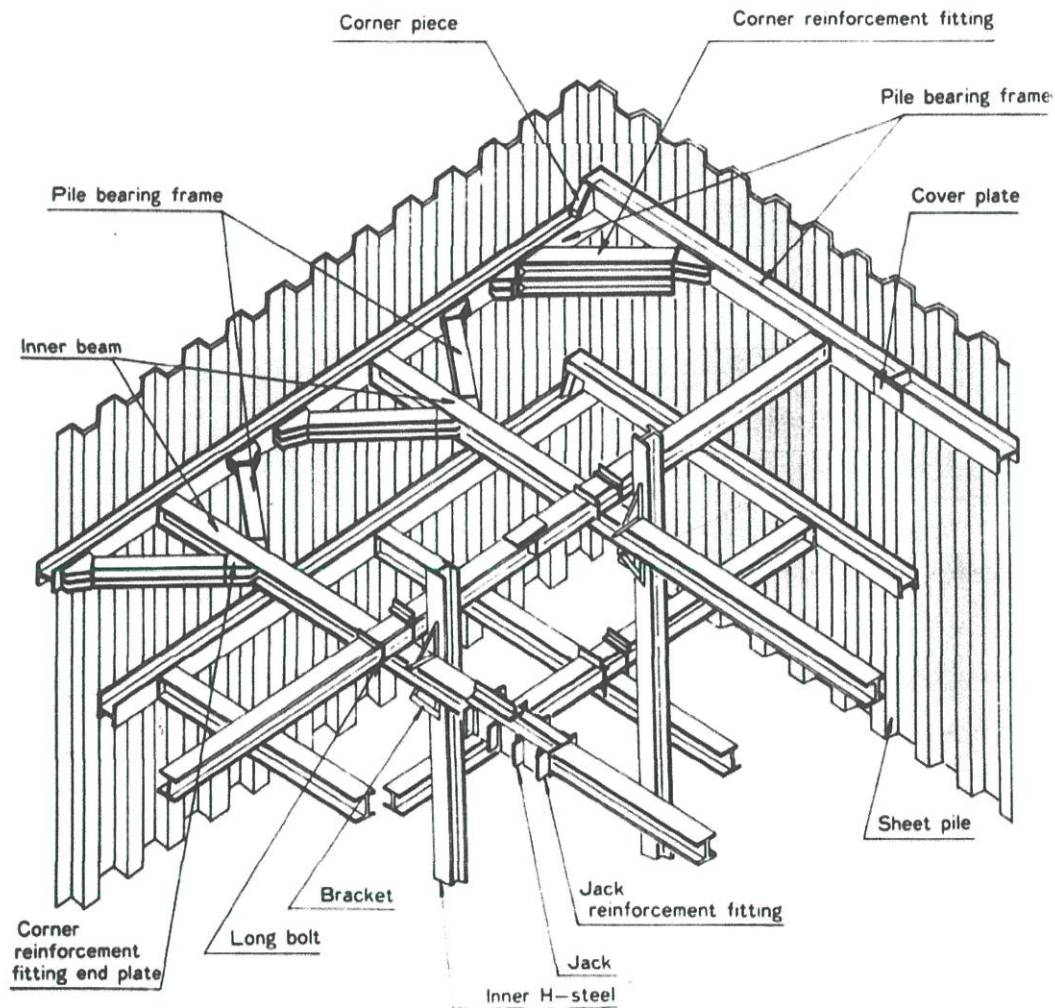 Corner piece
Corner reinforcement fitting
Pile bearing frame
Pile bearing frame
Cover plate
Inner beam
Sheet pile
Bracket
Jack
reinforcement fitting
Corner
reinforcement
fitting end plate
Long bolt
Jack
Inner H-steel